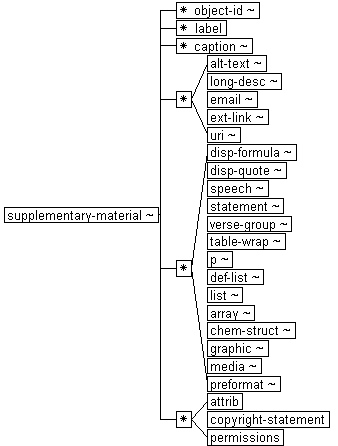 * object-id ~
* label
* caption ~
alt-text ~
long-desc ~
*
email ~
ext-link ~
uri ~
disp-formula ~
disp-quote ~
speech ~
statement ~
supplementary-material ~
verse-group ~
table-wrap ~
p ~
*
def-list ~
list ~
array ~
chem-struct ~
graphic ~
media ~
preformat ~
attrib
*
copyright-statement
permissions